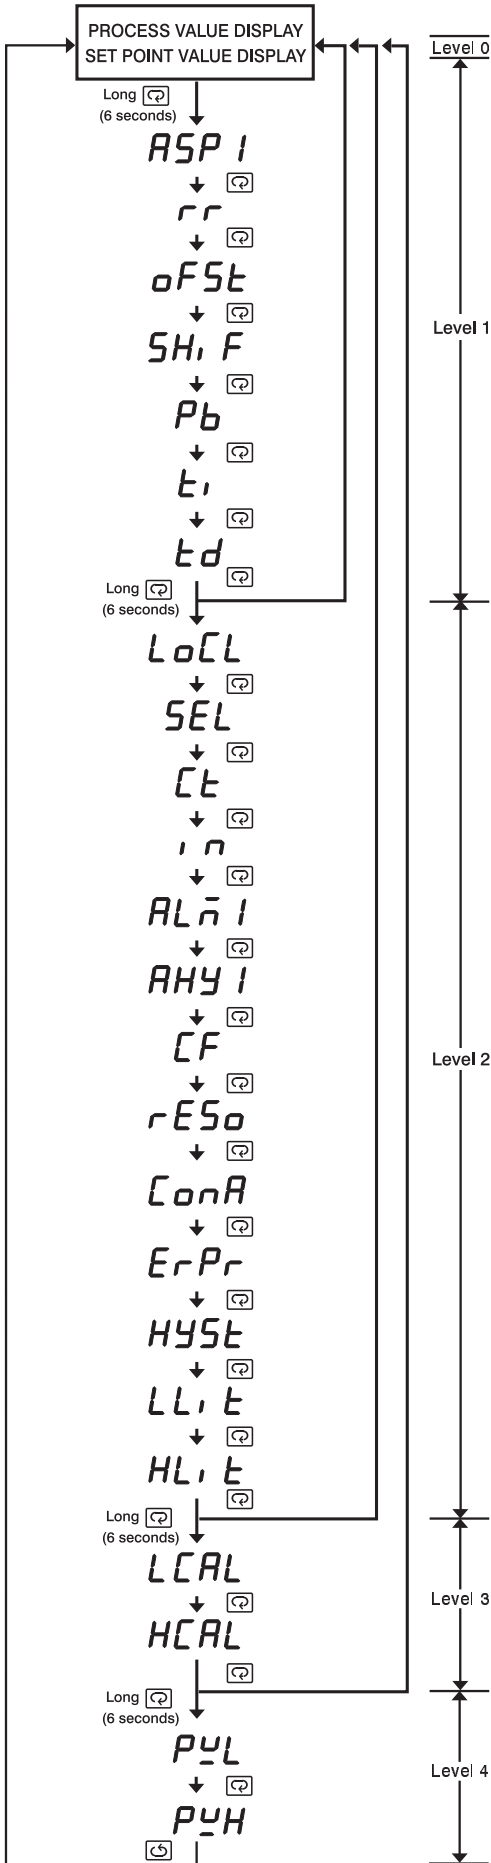 PROCESS VALUE DISPLAY
SET POINT VALUE DISPLAY
Level 0
Long
(6 seconds)
ASP1
rr
oFSt
SHiF
Level 1
Pb
ti
td
Long
(6 seconds)
LoCL
SEL
Ct
in
ALM1
AHY1
CF
Level 2
rESo
ConA
ErPr
HYSt
LLit
HLit
Long
(6 seconds)
LCAL
Level 3
HCAL
Long
(6 seconds)
PVL
Level 4
PVH